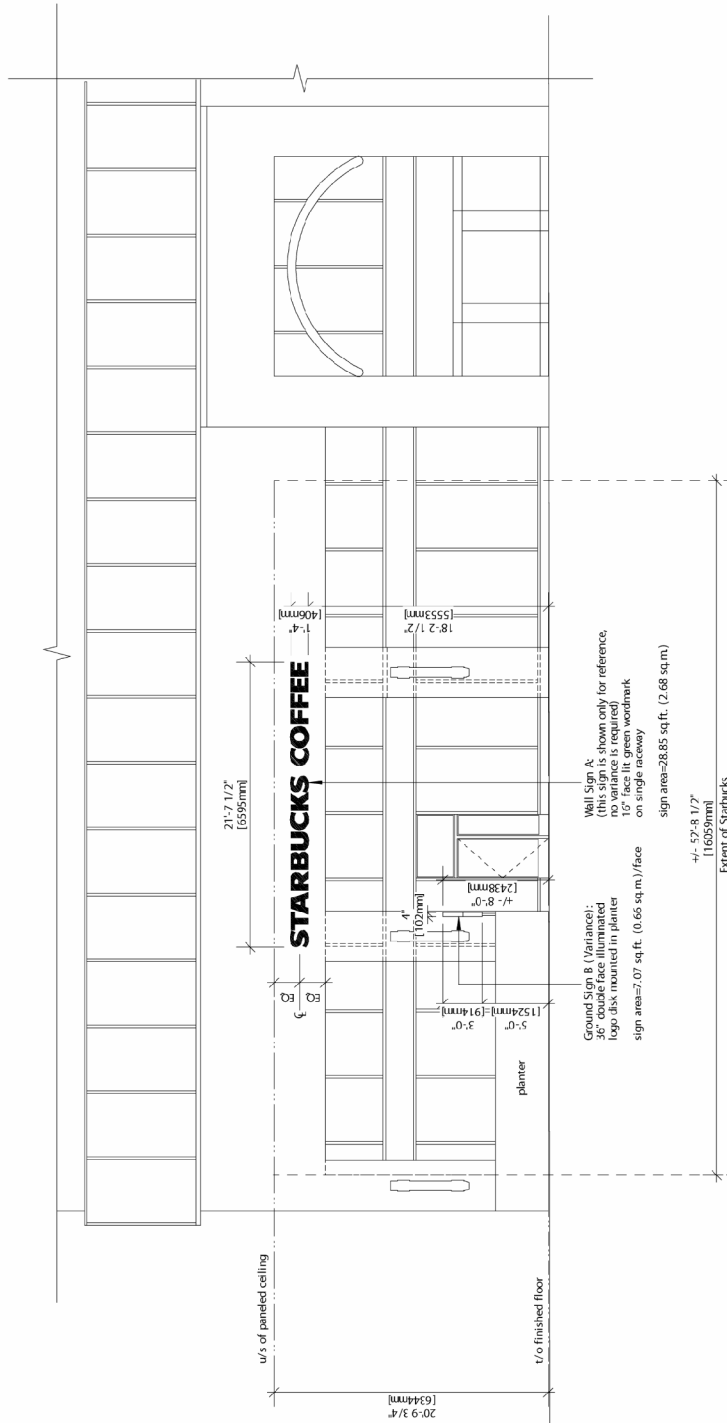 21'-7 1/2"
[6595mm]
STARBUCKS COFFEE
1'-4"
[406mm]
18'-2 1/2"
[5553mm]
EQ
EQ
4"
[102mm]
+/- 8'-0"
[2438mm]
3'-0"
[914mm]
5'-0"
[1524mm]
planter
u/s of paneled ceiling
t/o finished floor
20'-9 3/4"
[6344mm]
Ground Sign B (Variance):
36" double face illuminated
logo disk mounted in planter
sign area=7.07 sq.ft. (0.66 sq.m.)/face
Wall Sign A:
(this sign is shown only for reference,
no variance is required)
16" face lit green wordmark
on single raceway
sign area=28.85 sq.ft. (2.68 sq.m.)
+/- 52'-8 1/2"
[16059mm]
Extent of Starbucks